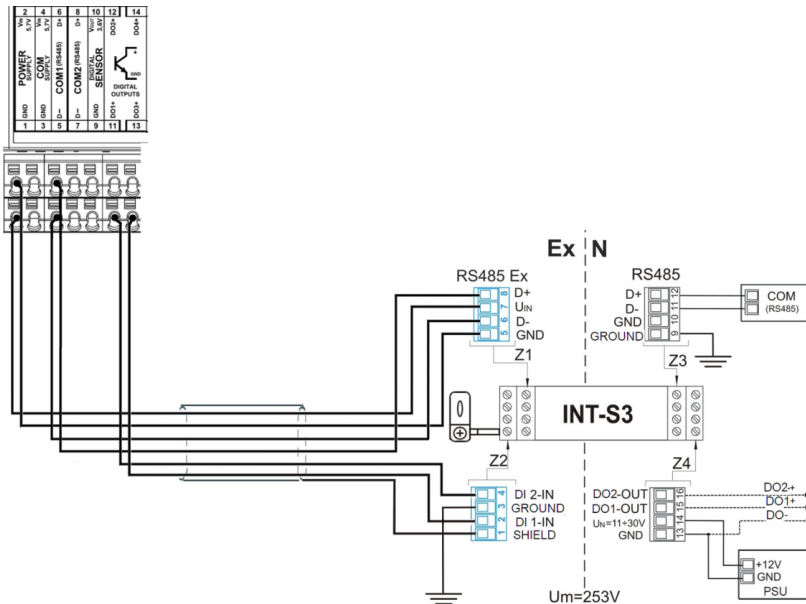 2 4 6 8 10 12 14
VIN 5,7V
VIN 5,7V
D+
D+
VOUT 3,6V
DO2+
DO4+
POWER SUPPLY
COM SUPPLY
COM1 (RS485)
COM2 (RS485)
DIGITAL SENSOR
+
GND
DIGITAL OUTPUTS
GND
GND
D-
D-
GND
DO1+
DO3+
1 3 5 7 9 11 13
Ex N
RS485 Ex
8 D+
7 UIN
6 D-
5 GND
Z1
RS485
D+ 12
D- 11
GND 10
GROUND 9
Z3
COM
(RS485)
INT-S3
Z2
Z4
4 DI 2-IN
3 GROUND
2 DI 1-IN
1 SHIELD
DO2-OUT 16
DO1-OUT 15
UN=11÷30V 14
GND 13
DO2-+
DO1+
DO-
+12V
GND
PSU
Um=253V